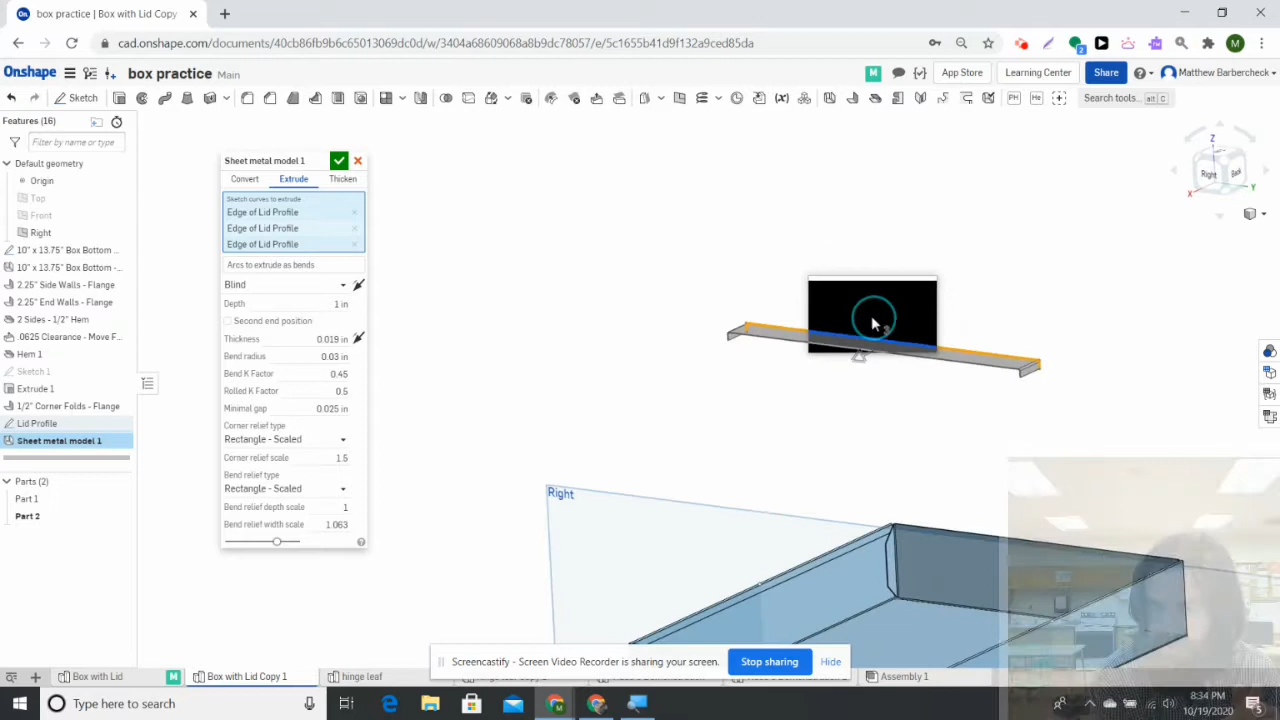 box practice | Box with Lid Copy
cad.onshape.com/documents/40cb86fb9b6c65013069dc0d/w/3404a68609068a8b9dc78057/e/5c1655b41d9f132a9ced85da
2
M
Onshape
box practice Main
M
App Store
Learning Center
Share
Matthew Barbercheck
Sketch
PH
He
Search tools...
alt C
Features (16)
Filter by name or type
Default geometry
Origin
Top
Front
Right
10" x 13.75" Box Bottom ...
10" x 13.75" Box Bottom -...
2.25" Side Walls - Flange
2.25" End Walls - Flange
2 Sides - 1/2" Hem
.0625 Clearance - Move F...
Hem 1
Sketch 1
Extrude 1
1/2" Corner Folds - Flange
Lid Profile
Sheet metal model 1
Parts (2)
Part 1
Part 2
Sheet metal model 1
Convert Extrude Thicken
Sketch curves to extrude
Edge of Lid Profile
Edge of Lid Profile
Edge of Lid Profile
Arcs to extrude as bends
Blind
Depth 1 in
Second end position
Thickness 0.019 in
Bend radius 0.03 in
Bend K Factor 0.45
Rolled K Factor 0.5
Minimal gap 0.025 in
Corner relief type
Rectangle - Scaled
Corner relief scale 1.5
Bend relief type
Rectangle - Scaled
Bend relief depth scale 1
Bend relief width scale 1.063
Z
Right Back
X Y
Right
Screencastify - Screen Video Recorder is sharing your screen.
Stop sharing
Hide
Box with Lid
M
Box with Lid Copy 1
hinge leaf
Assembly 1
Type here to search
8:34 PM
10/19/2020
5